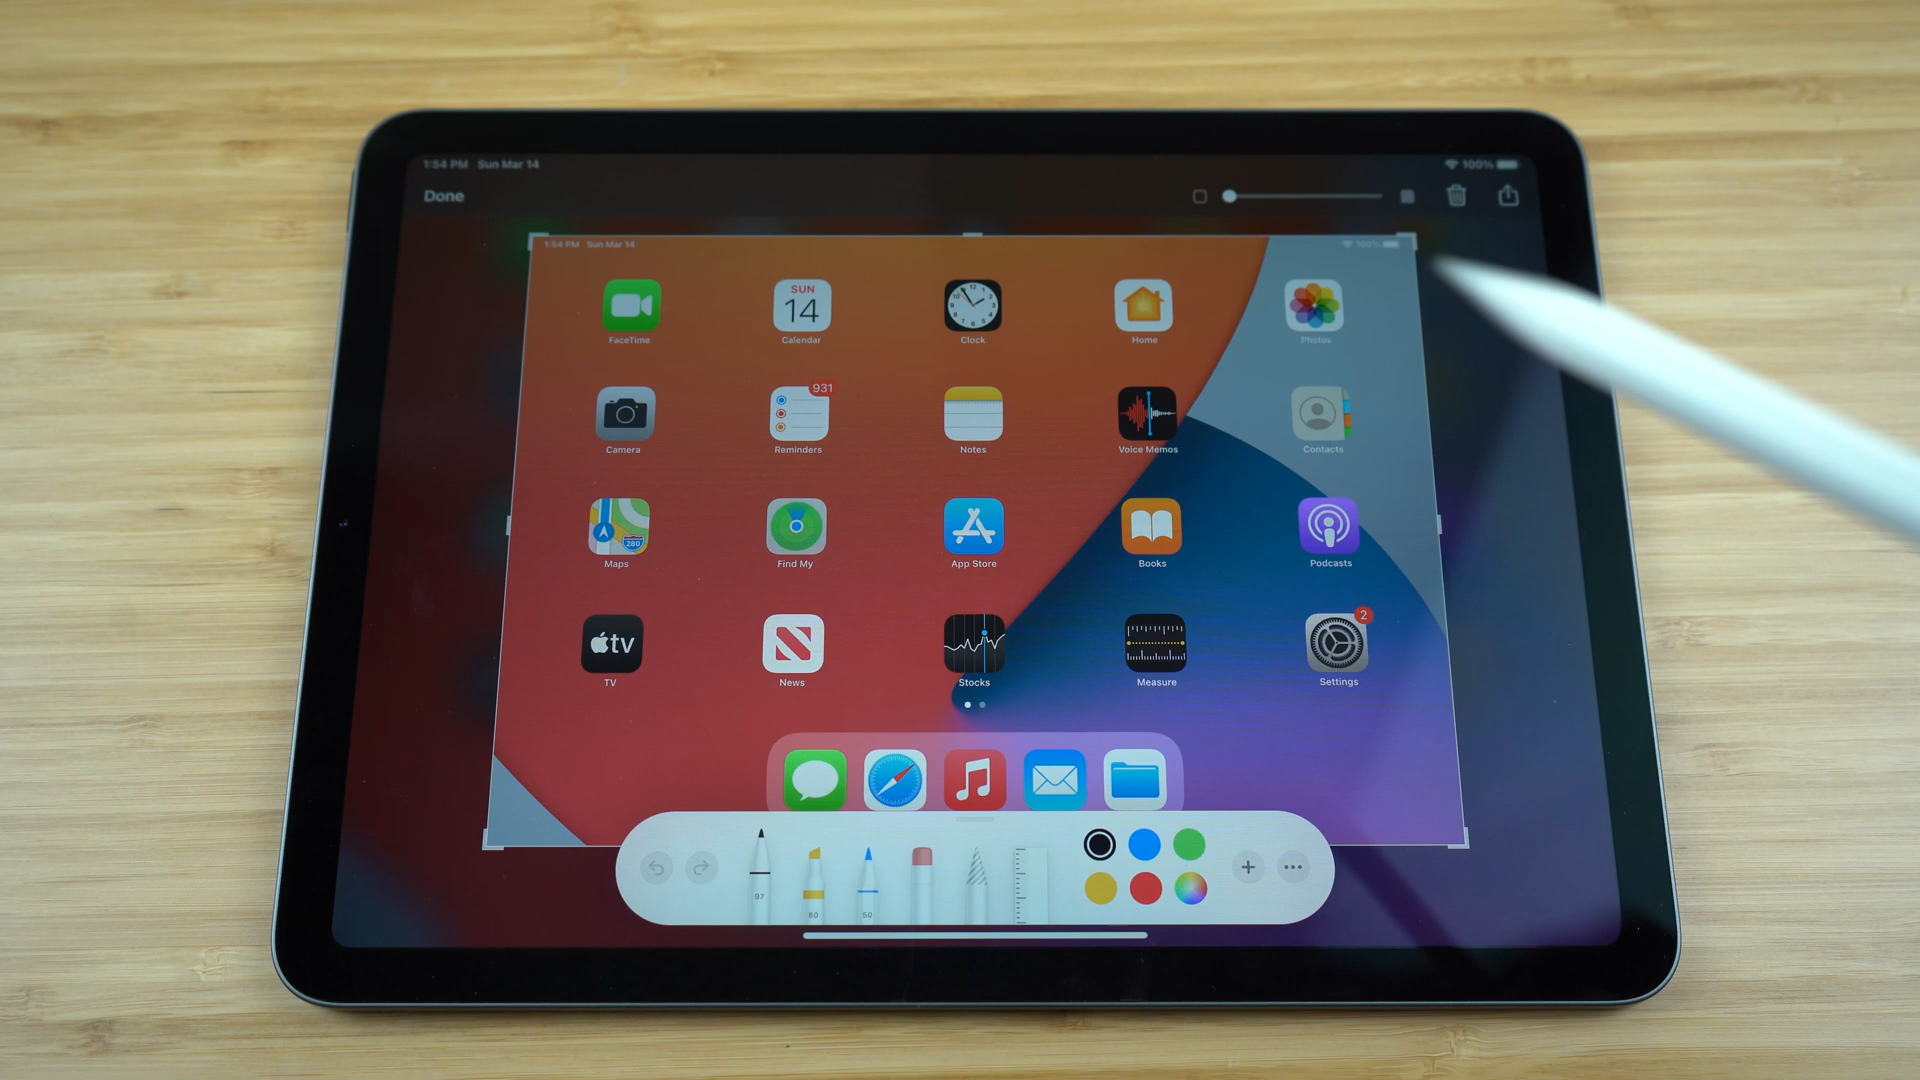 1:54 PM Sun Mar 14
100%
Done
1:54 PM Sun Mar 14
100%
SUN
14
12
FaceTime
Calendar
Clock
Home
Photos
931
Camera
Reminders
Notes
Voice Memos
Contacts
280
Maps
Find My
App Store
Books
Podcasts
tv
2
TV
News
Stocks
Measure
Settings
97
80
50